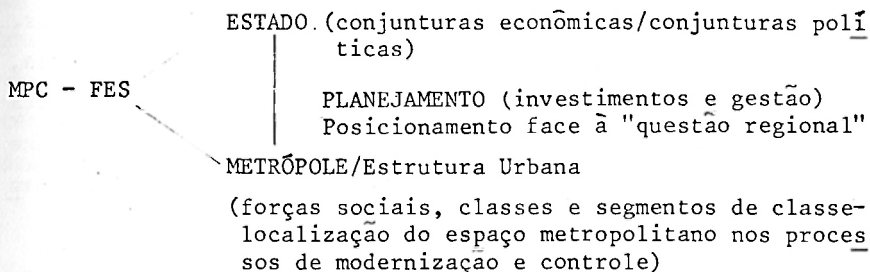 ESTADO.(conjunturas econômicas/conjunturas polí
ticas)
MPC - FES
PLANEJAMENTO (investimentos e gestão)
Posicionamento face à "questão regional"
METRÓPOLE/Estrutura Urbana
(forças sociais, classes e segmentos de classe-
localização do espaço metropolitano nos proces
sos de modernização e controle)